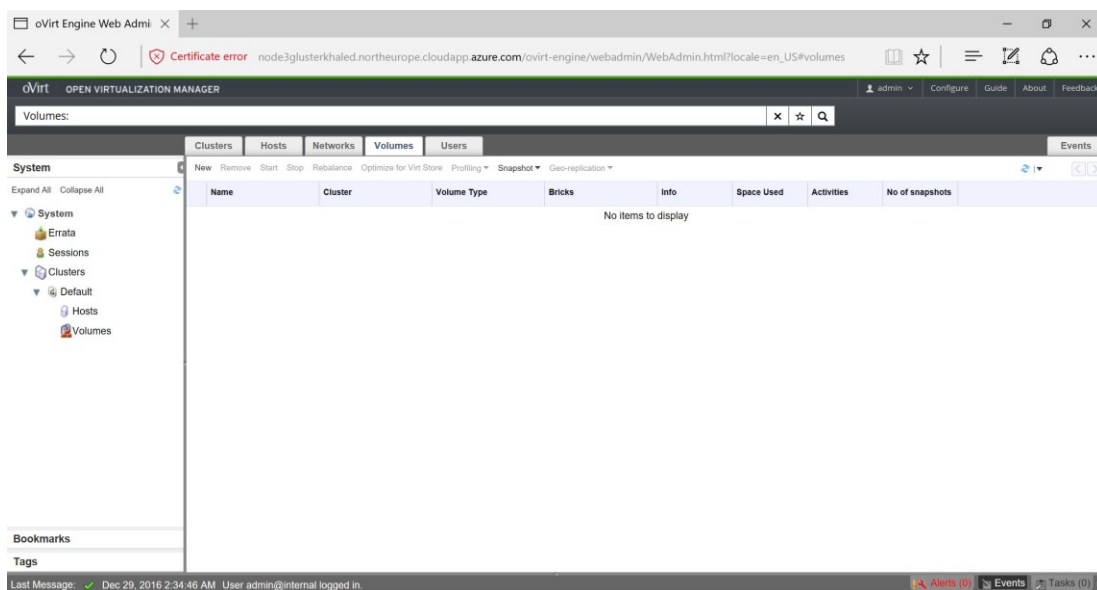 oVirt Engine Web Admi
Certificate error node3glusterkhaled.northeurope.cloudapp.azure.com/ovirt-engine/webadmin/WebAdmin.html?locale=en_US#volumes
oVirt OPEN VIRTUALIZATION MANAGER admin Configure Guide About Feedback
Volumes:
Clusters Hosts Networks Volumes Users Events
System New Remove Start Stop Rebalance Optimize for Virt Store Profiling Snapshot Geo-replication
Expand All Collapse All Name Cluster Volume Type Bricks Info Space Used Activities No of snapshots
System No items to display
Errata
Sessions
Clusters
Default
Hosts
Volumes
Bookmarks
Tags
Last Message: Dec 29, 2016 2:34:46 AM User admin@internal logged in. Alerts (0) Events Tasks (0)